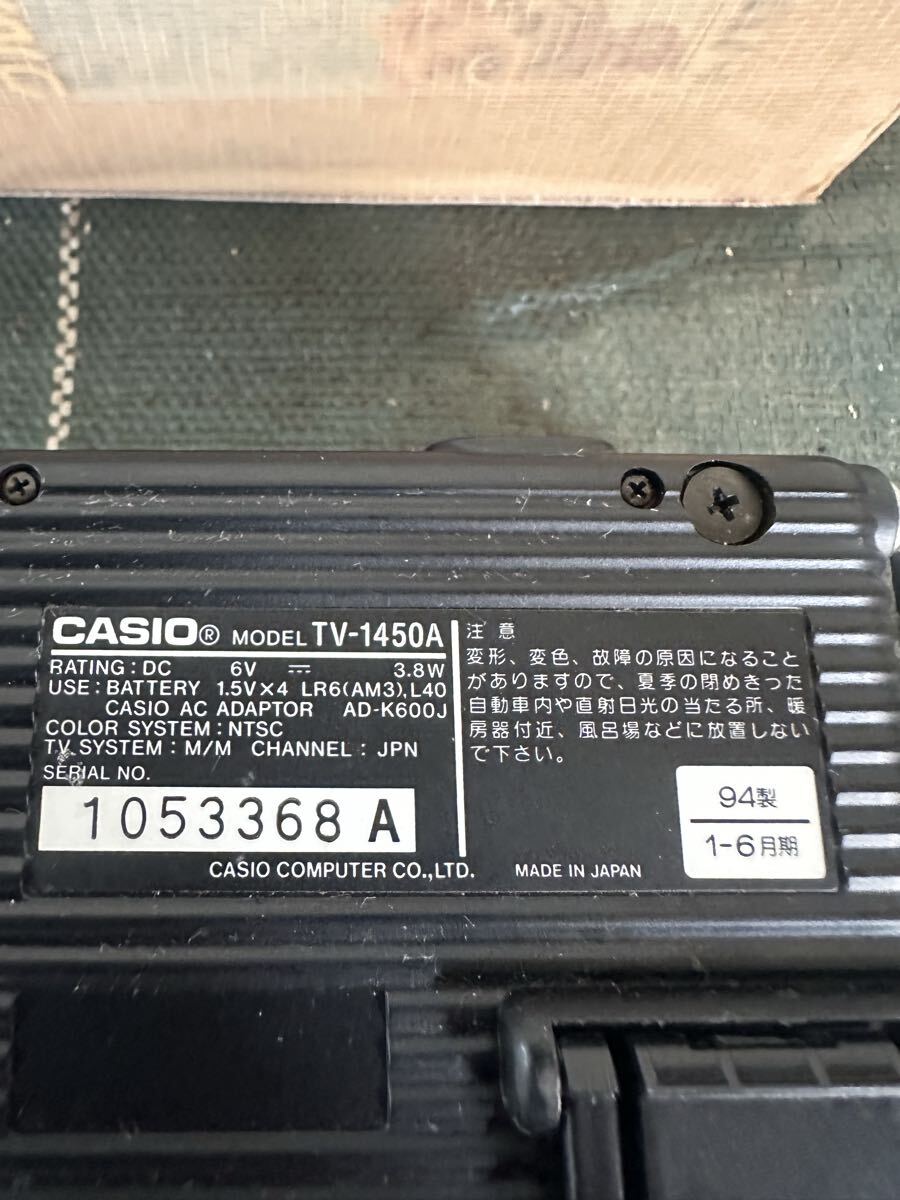 CASIO® MODEL TV-1450A
RATING: DC 6V ⎓ 3.8W
USE: BATTERY 1.5V×4 LR6(AM3), L40
CASIO AC ADAPTOR AD-K600J
COLOR SYSTEM: NTSC
TV SYSTEM: M/M CHANNEL: JPN
SERIAL NO.
1053368 A
CASIO COMPUTER CO.,LTD.
注 意
変形、変色、故障の原因になること
がありますので、夏季の閉めきった
自動車内や直射日光の当たる所、暖
房器付近、風呂場などに放置しない
で下さい。
94製
1-6月期
MADE IN JAPAN